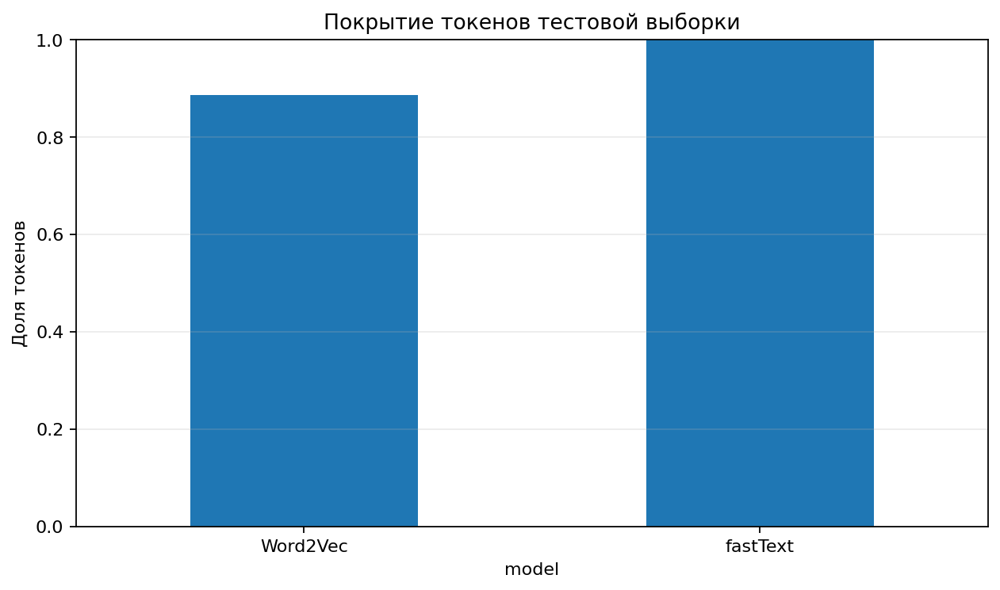 Покрытие токенов тестовой выборки
1.0
0.8
0.6
0.4
0.2
0.0
Доля токенов
Word2Vec
fastText
model